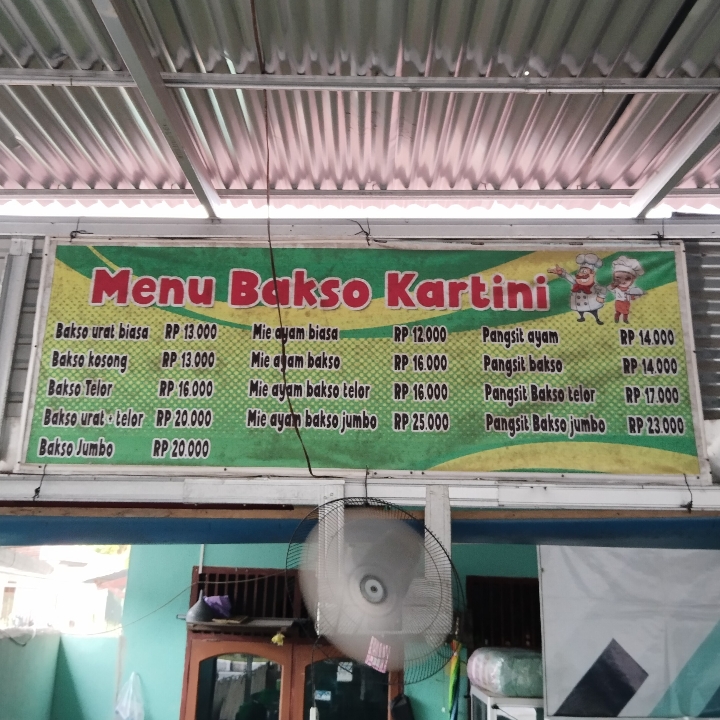 Menu Bakso Kartini
Bakso urat biasa RP 13.000
Bakso kosong RP 13.000
Bakso Telor RP 16.000
Bakso urat + telor RP 20.000
Bakso Jumbo RP 20.000
Mie ayam biasa RP 12.000
Mie ayam bakso RP 16.000
Mie ayam bakso telor RP 16.000
Mie ayam bakso jumbo RP 25.000
Pangsit ayam RP 14.000
Pangsit bakso RP 14.000
Pangsit Bakso telor RP 17.000
Pangsit Bakso jumbo RP 23.000